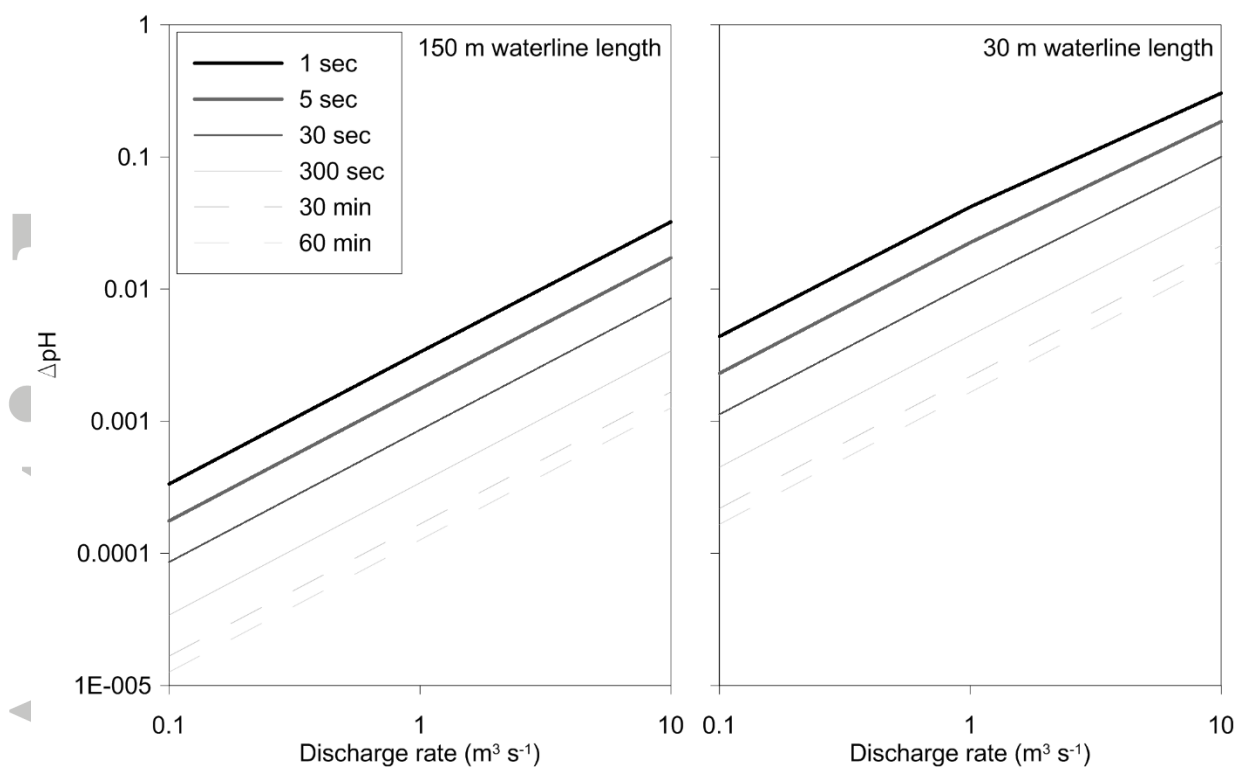 1
0.1
0.01
0.001
0.0001
1E-005
ΔpH
1 sec
5 sec
30 sec
300 sec
30 min
60 min
150 m waterline length
30 m waterline length
0.1
1
10
0.1
1
10
Discharge rate (m³ s⁻¹)
Discharge rate (m³ s⁻¹)